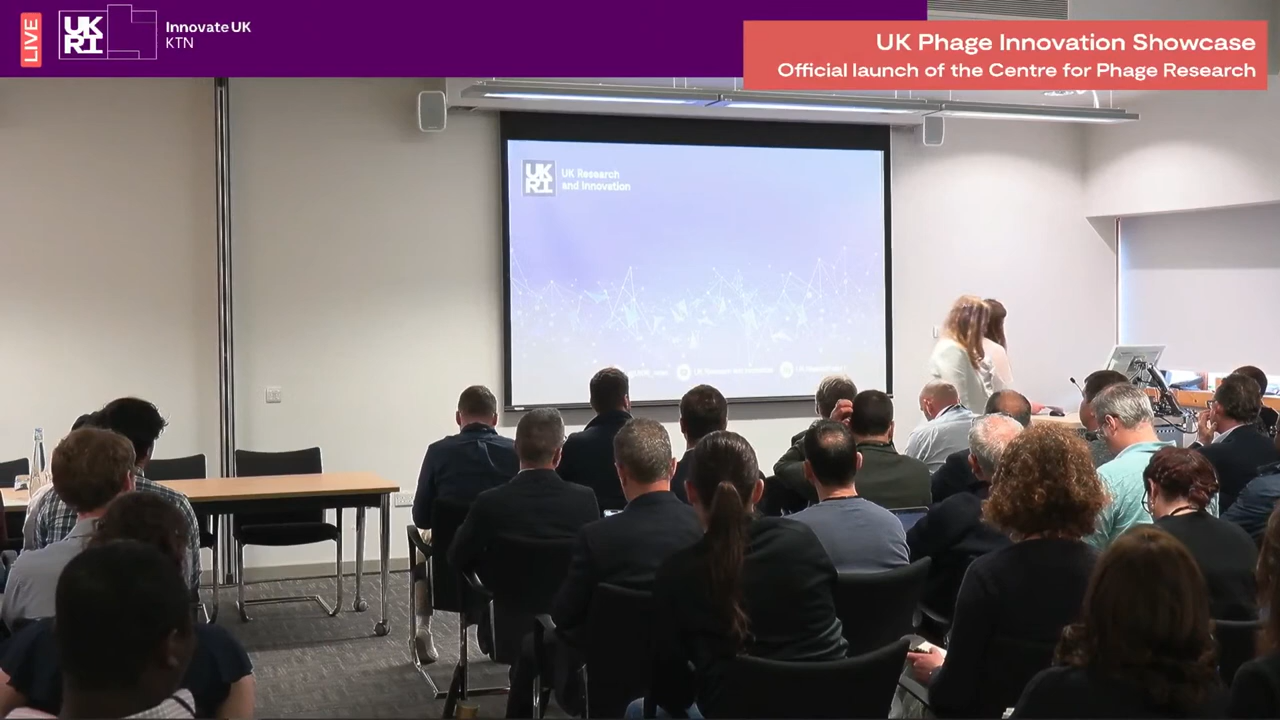 LIVE
UK
RI
Innovate UK
KTN
UK Phage Innovation Showcase
Official launch of the Centre for Phage Research
UK
RI
UK Research
and Innovation